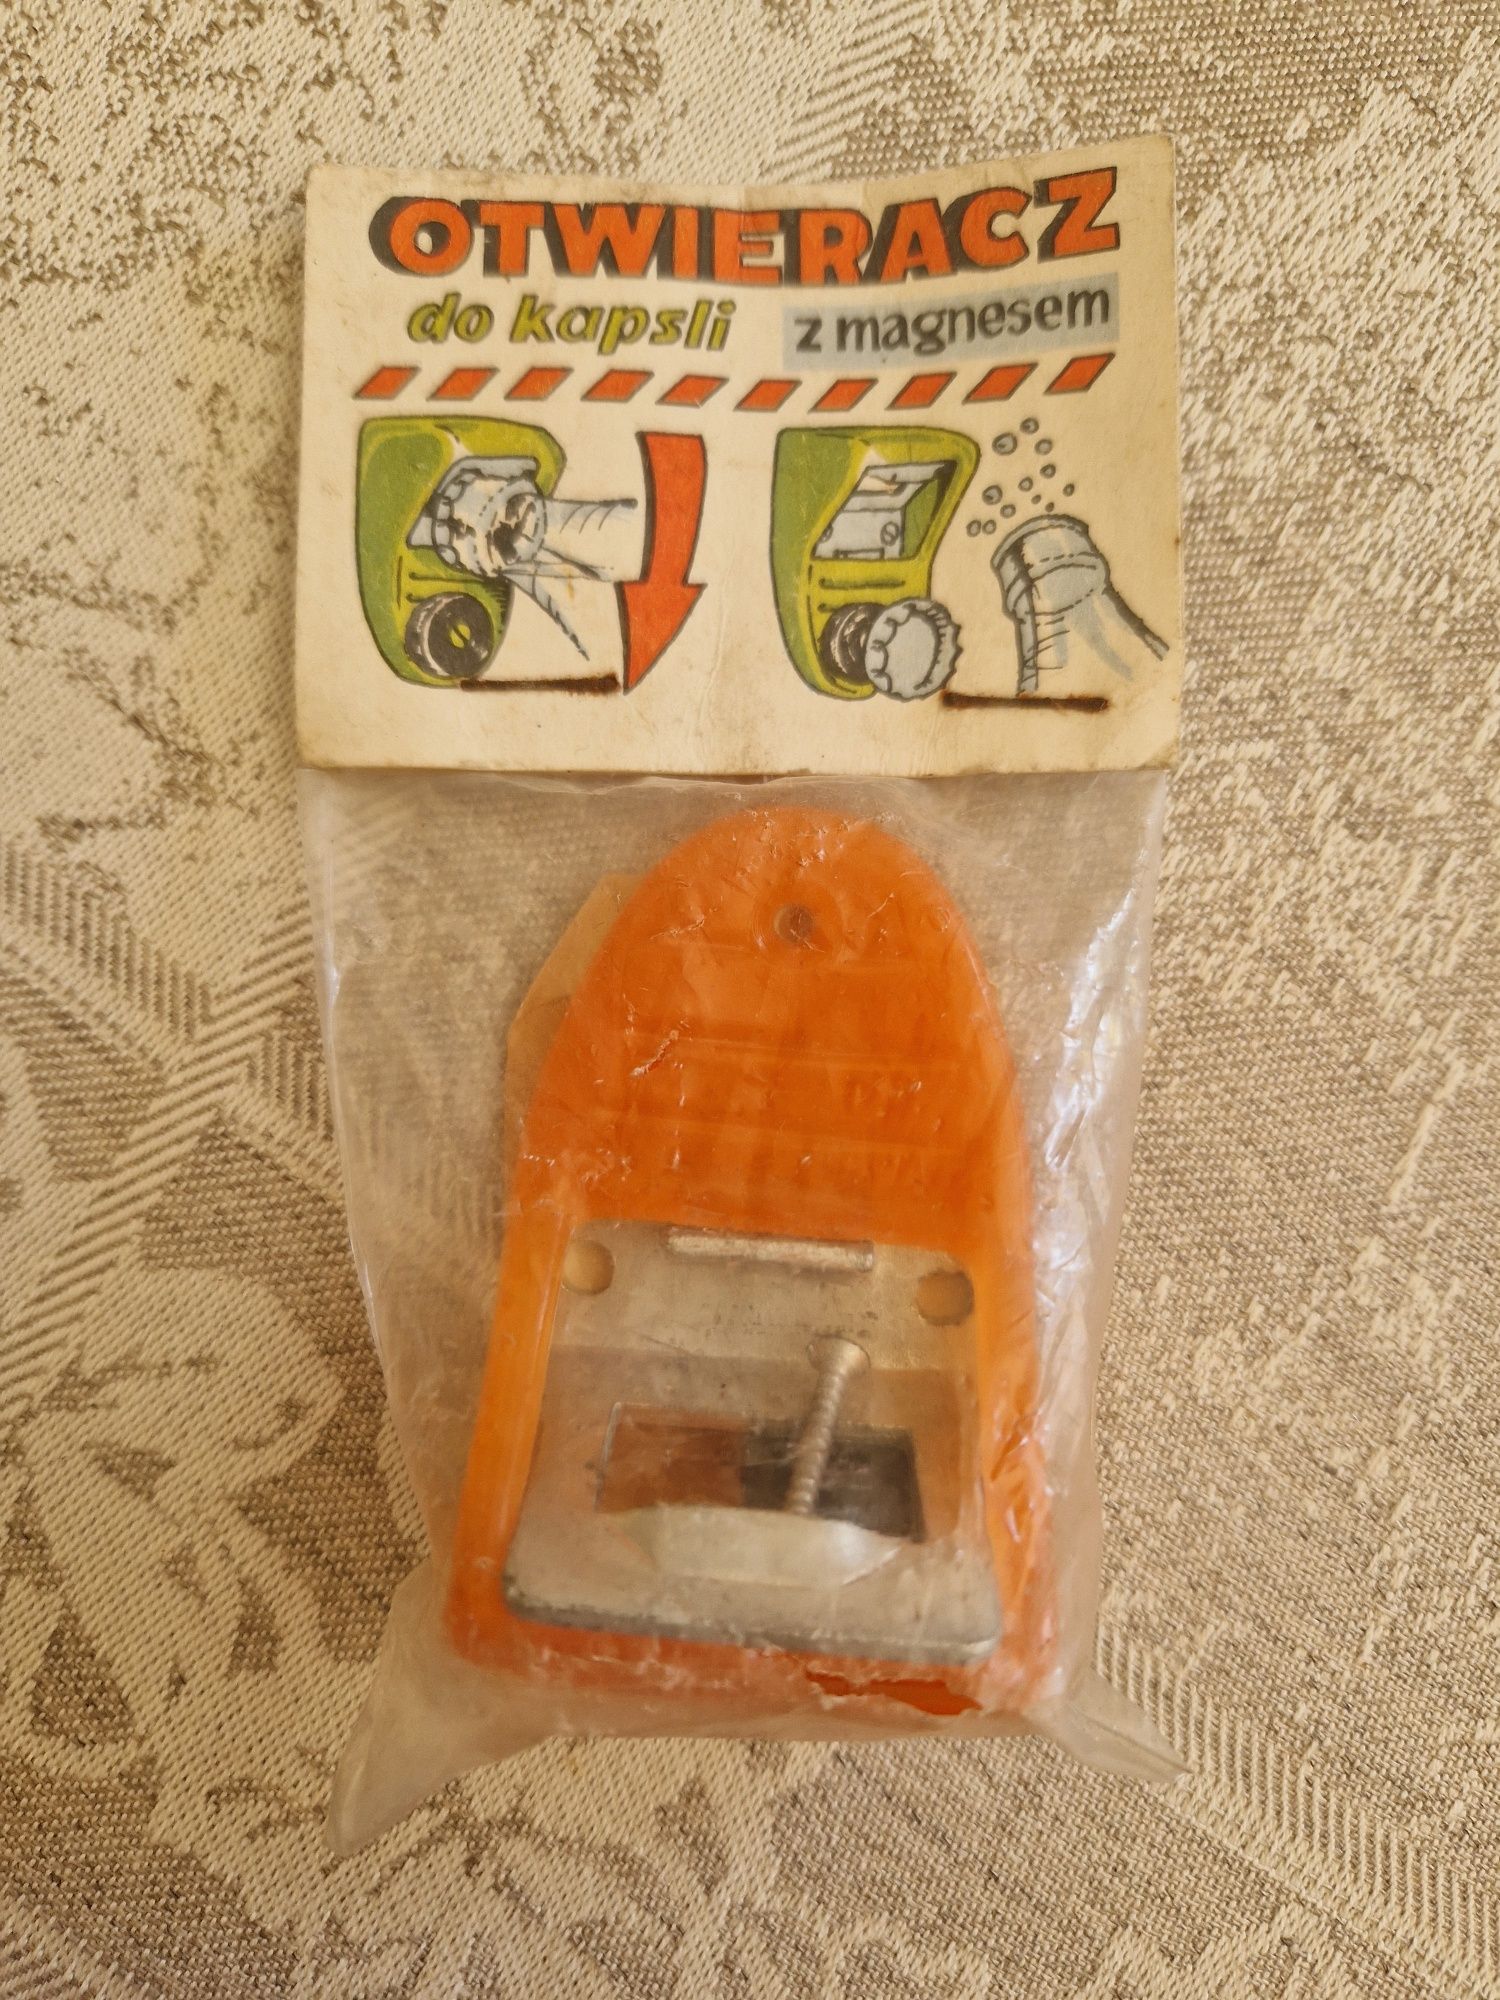 OTWIERACZ
do kapsli z magnesem